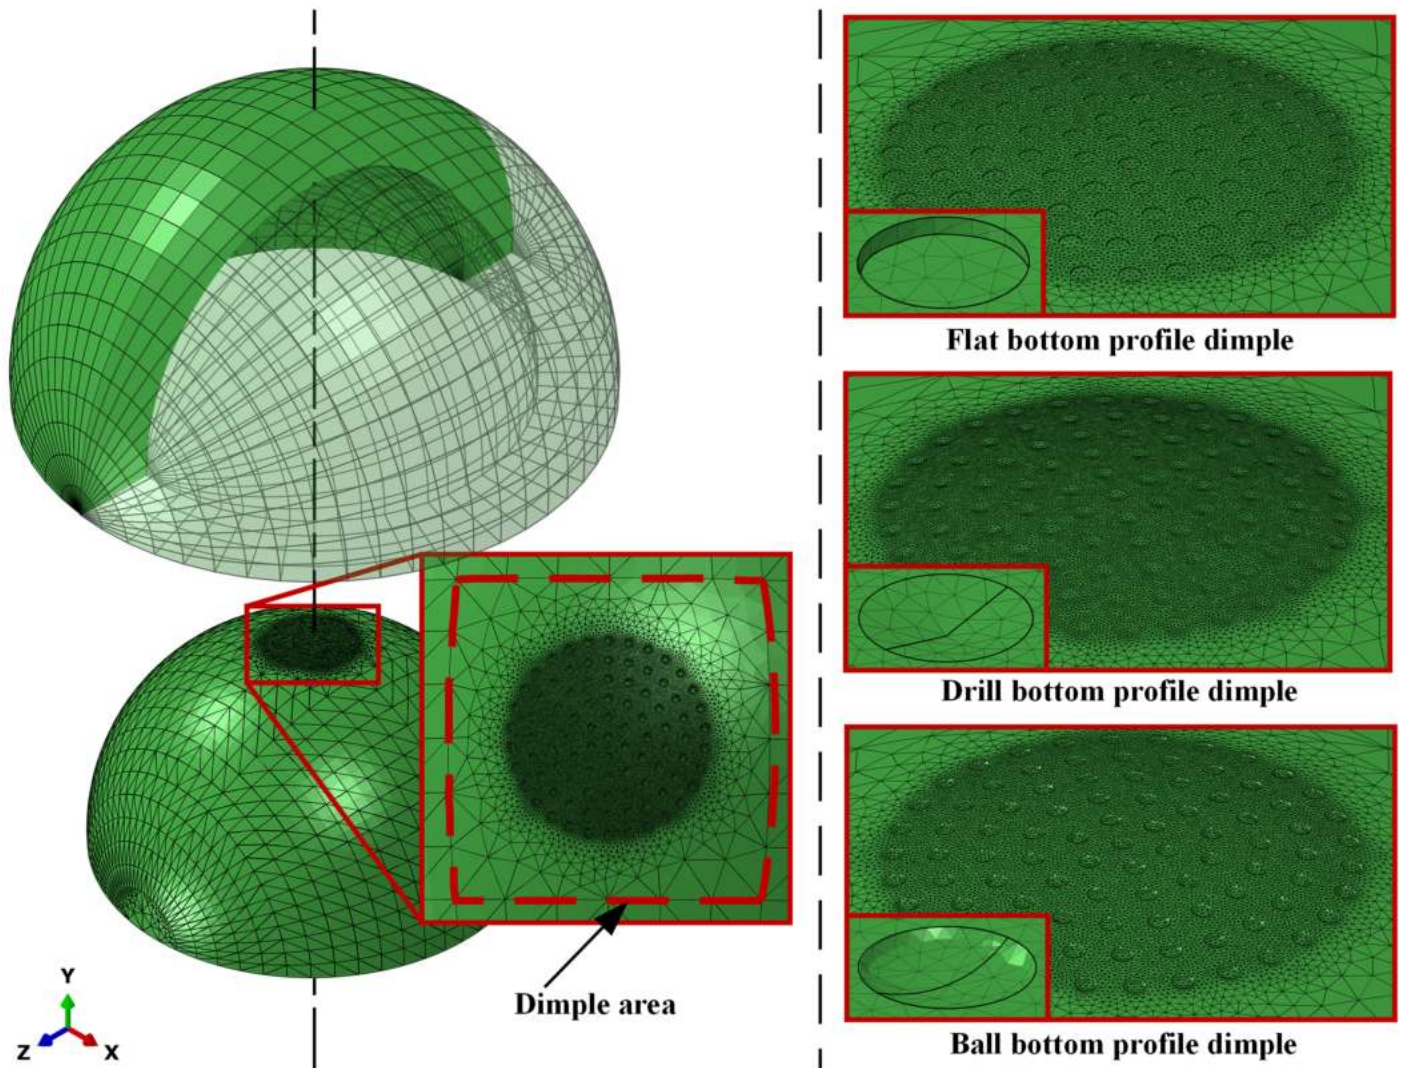 Flat bottom profile dimple
Drill bottom profile dimple
Dimple area
Ball bottom profile dimple
Y
Z
X